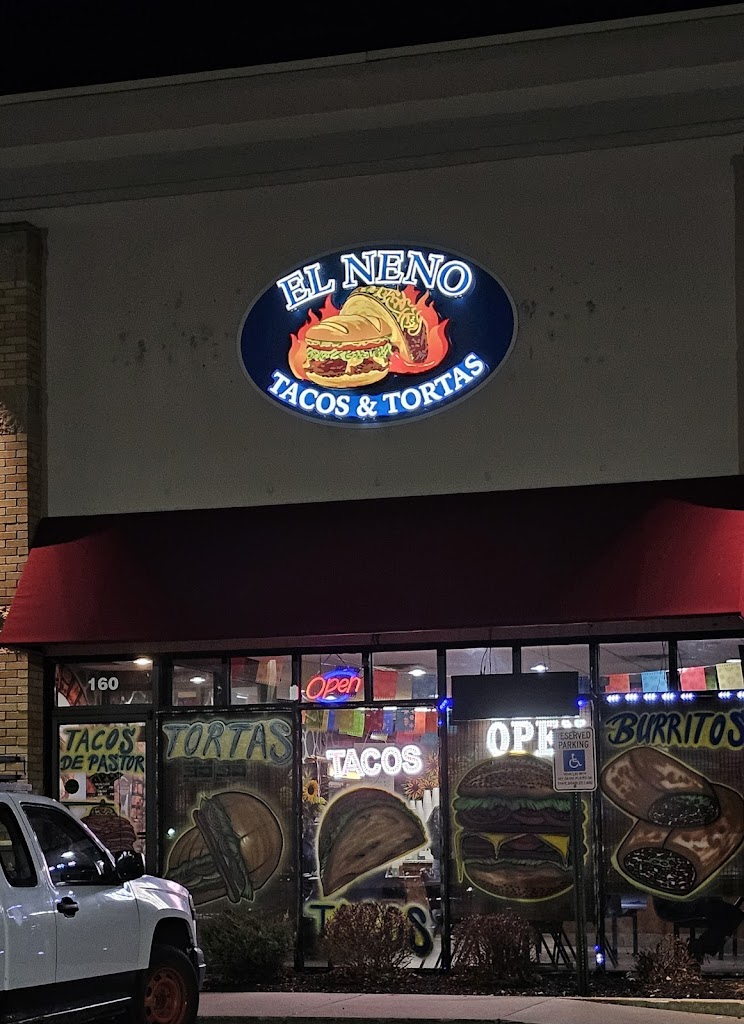 EL NENO
TACOS & TORTAS
160
Open
TACOS
DE PASTOR
TORTAS
TACOS
OPEN
RESERVED
PARKING
BURRITOS